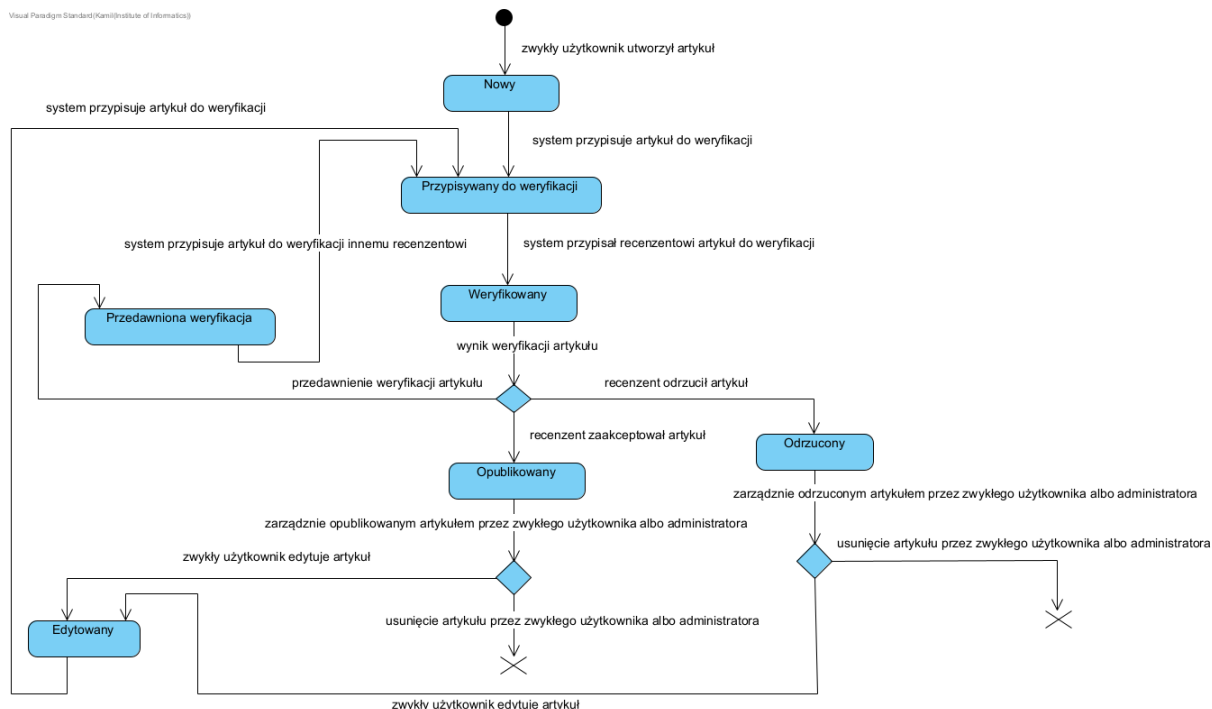 Visual Paradigm Standard(Kamil(Institute of Informatics))
zwykły użytkownik utworzył artykuł
Nowy
system przypisuje artykuł do weryfikacji
system przypisuje artykuł do weryfikacji
Przypisywany do weryfikacji
system przypisuje artykuł do weryfikacji innemu recenzentowi
system przypisał recenzentowi artykuł do weryfikacji
Weryfikowany
Przedawniona weryfikacja
wynik weryfikacji artykułu
przedawnienie weryfikacji artykułu
recenzent odrzucił artykuł
recenzent zaakceptował artykuł
Odrzucony
Opublikowany
zarządznie odrzuconym artykułem przez zwykłego użytkownika albo administratora
zarządznie opublikowanym artykułem przez zwykłego użytkownika albo administratora
usunięcie artykułu przez zwykłego użytkownika albo administratora
zwykły użytkownik edytuje artykuł
usunięcie artykułu przez zwykłego użytkownika albo administratora
Edytowany
zwykły użytkownik edytuje artykuł